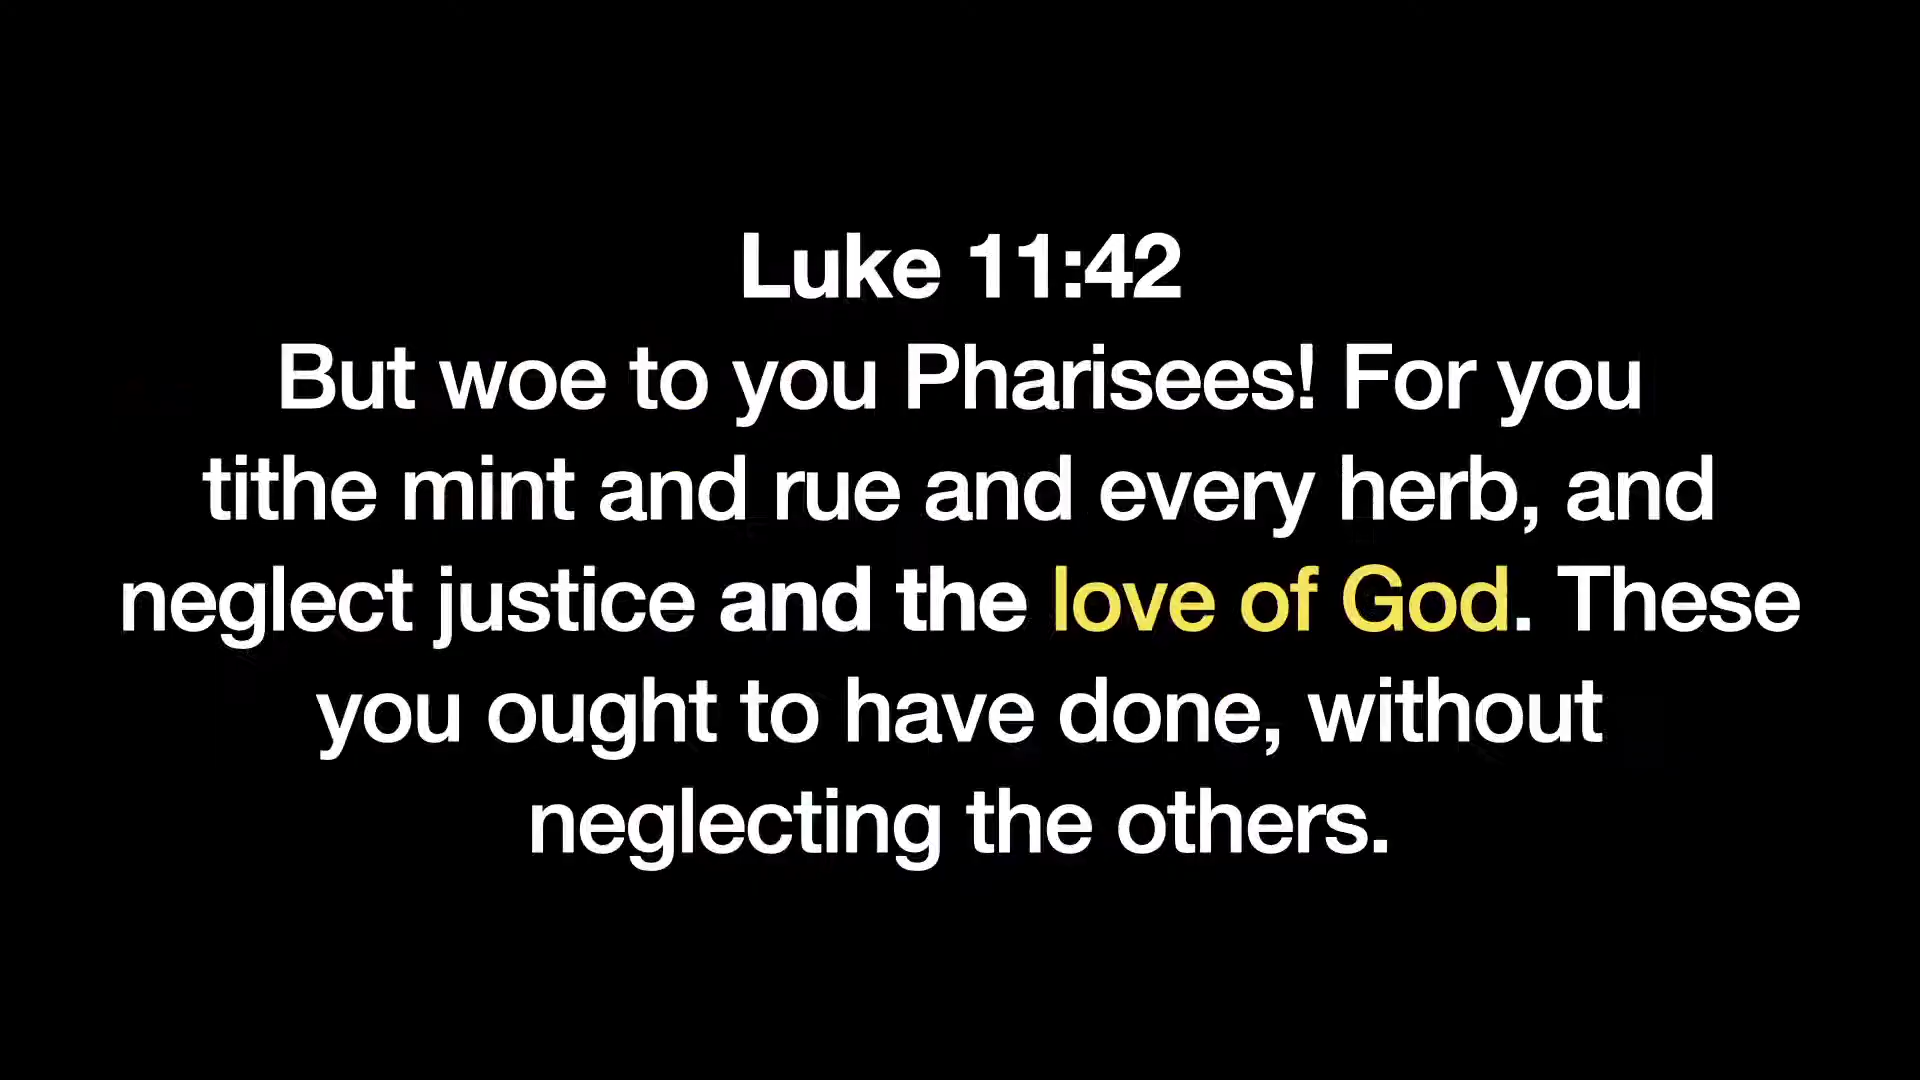 Luke 11:42
But woe to you Pharisees! For you
tithe mint and rue and every herb, and
neglect justice and the love of God. These
you ought to have done, without
neglecting the others.